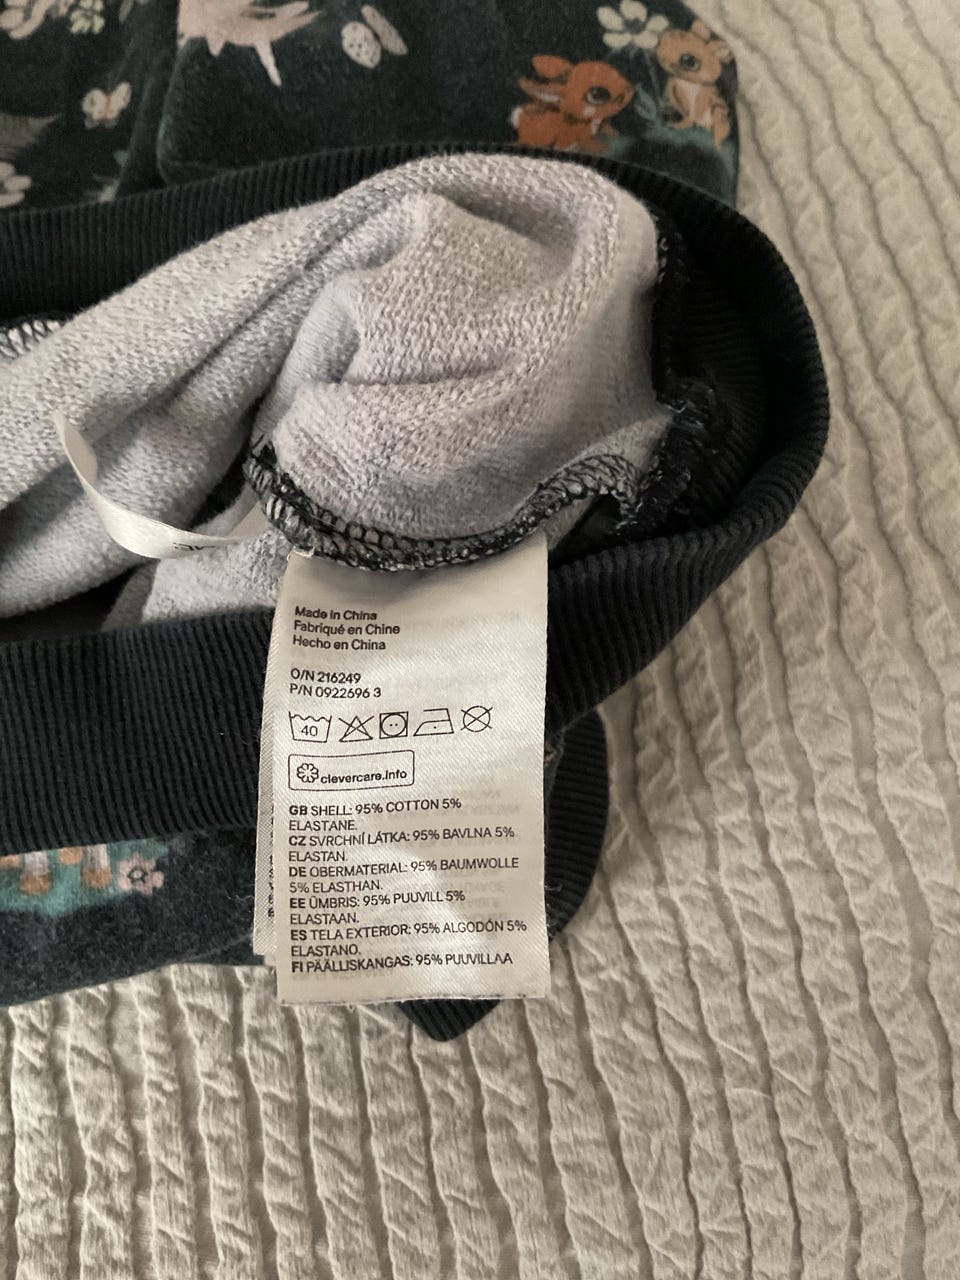 Made in China
Fabriqué en Chine
Hecho en China
O/N 216249
P/N 0922696 3
40
clevercare.info
GB SHELL: 95% COTTON 5%
ELASTANE.
CZ SVRCHNÍ LÁTKA: 95% BAVLNA 5%
ELASTAN.
DE OBERMATERIAL: 95% BAUMWOLLE
5% ELASTHAN.
EE ÜMBRIS: 95% PUUVILL 5%
ELASTAAN.
ES TELA EXTERIOR: 95% ALGODÓN 5%
ELASTANO.
FI PÄÄLLISKANGAS: 95% PUUVILLAA